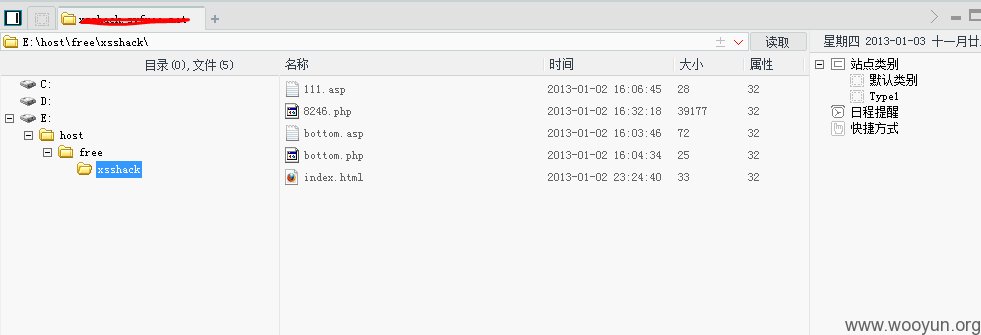 E:\host\free\xsshack\
读取
星期四 2013-01-03 十一月廿
目录(0),文件(5)
名称 时间 大小 属性
C:
D:
E:
host
free
xsshack
111.asp 2013-01-02 16:06:45 28 32
8246.php 2013-01-02 16:32:18 39177 32
bottom.asp 2013-01-02 16:03:46 72 32
bottom.php 2013-01-02 16:04:34 25 32
index.html 2013-01-02 23:24:40 33 32
站点类别
默认类别
Type1
日程提醒
快捷方式
www.wooyun.org